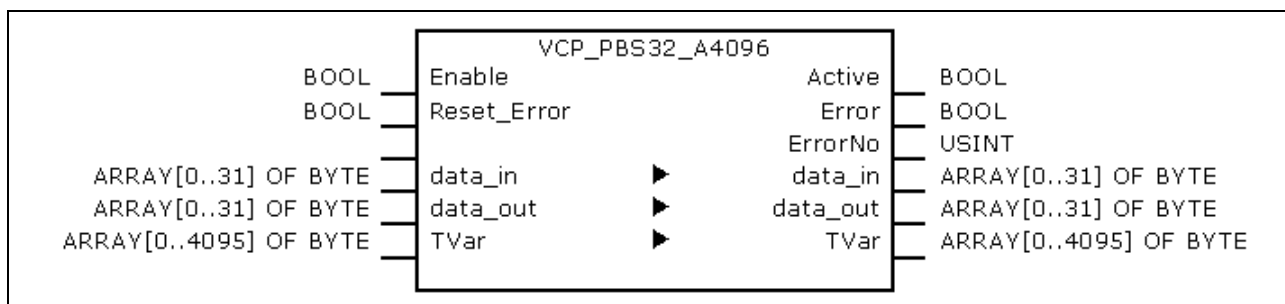 VCP_PBS32_A4096
BOOL Enable Active BOOL
BOOL Reset_Error Error BOOL
ErrorNo USINT
ARRAY[0..31] OF BYTE data_in ▶ data_in ARRAY[0..31] OF BYTE
ARRAY[0..31] OF BYTE data_out ▶ data_out ARRAY[0..31] OF BYTE
ARRAY[0..4095] OF BYTE TVar ▶ TVar ARRAY[0..4095] OF BYTE